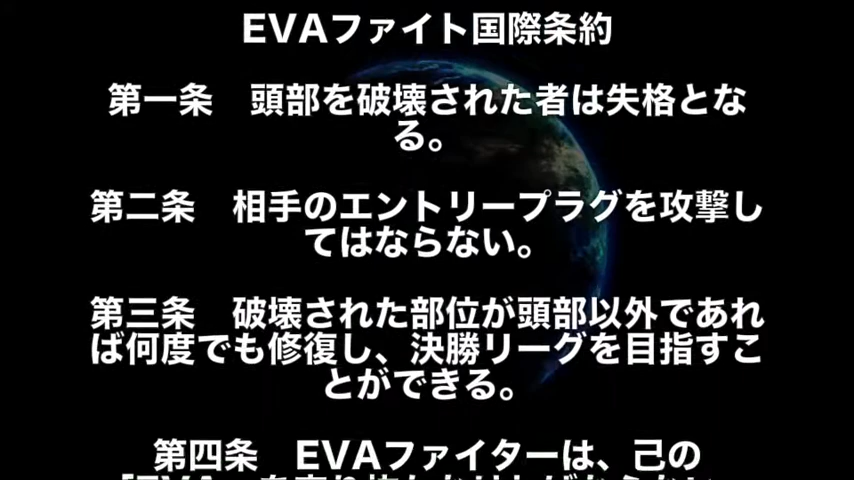 EVAファイト国際条約
第一条　頭部を破壊された者は失格とな
る。
第二条　相手のエントリープラグを攻撃し
てはならない。
第三条　破壊された部位が頭部以外であれ
ば何度でも修復し、決勝リーグを目指すこ
とができる。
第四条　EVAファイターは、己の